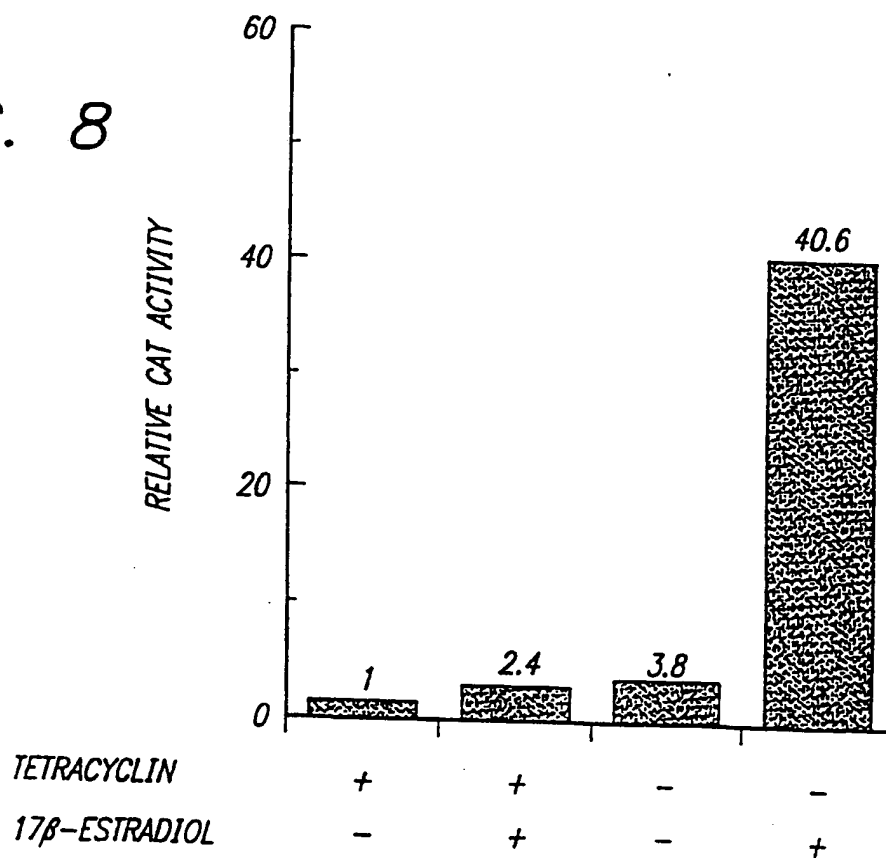 60
. 8
40.6
40
RELATIVE CAT ACTIVITY
20
1 2.4 3.8
0
TETRACYCLIN + + - -
17β-ESTRADIOL - + - +